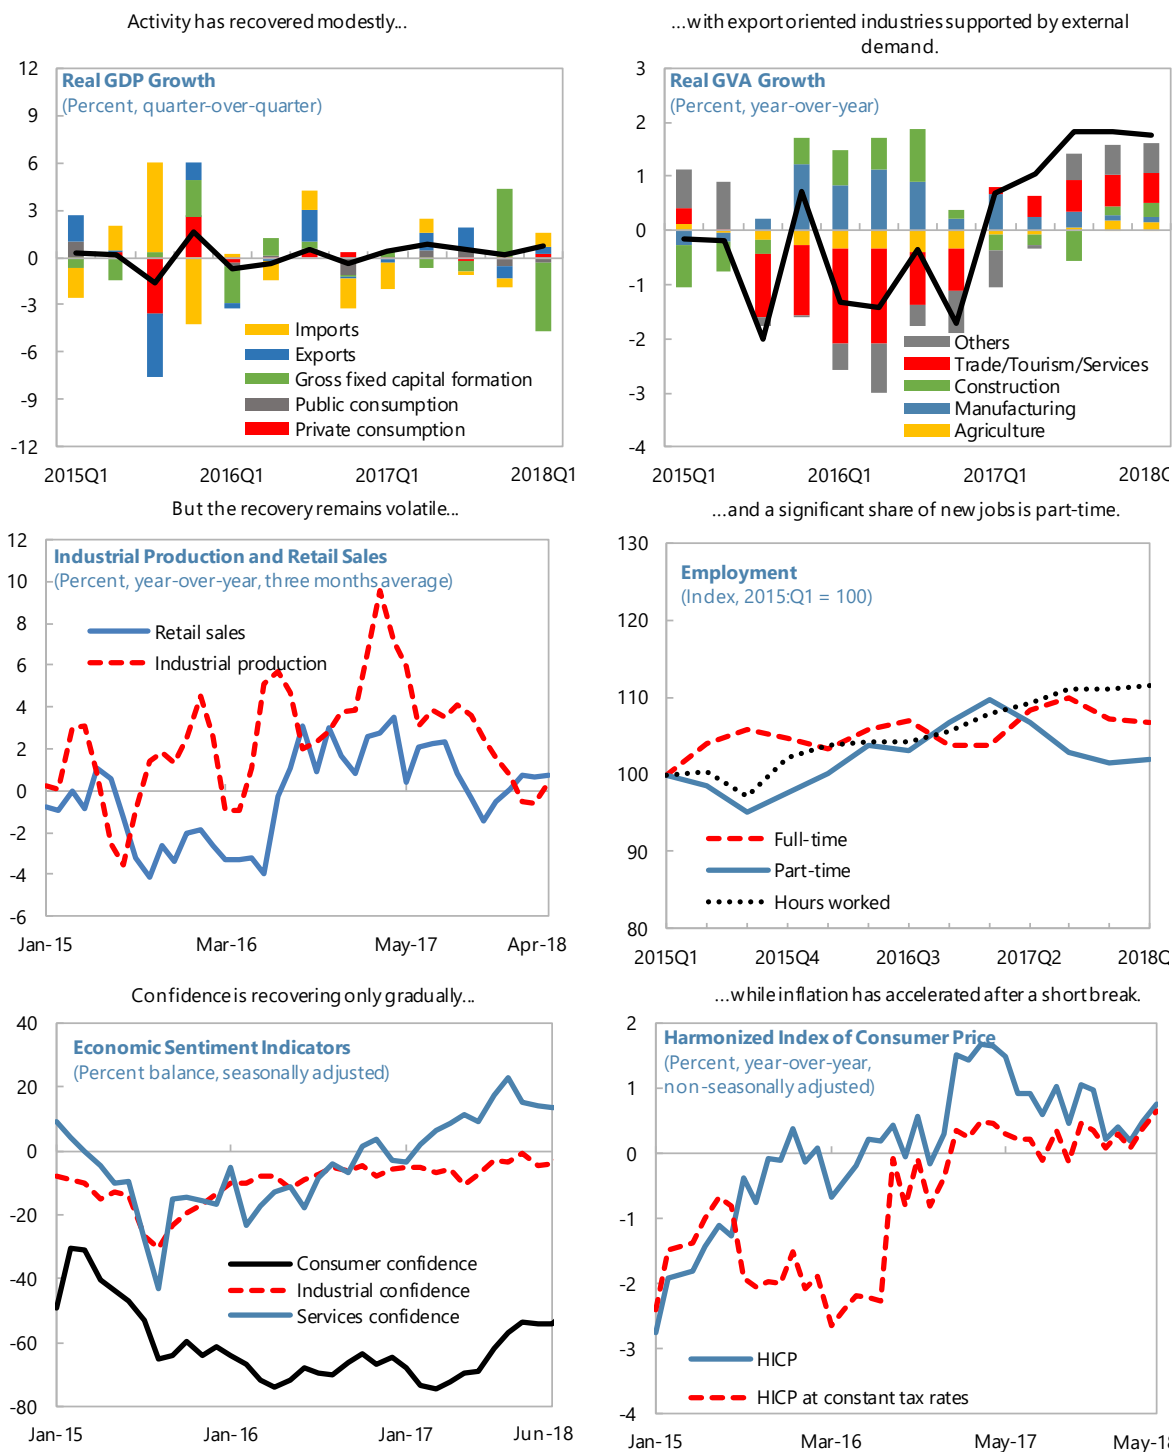 Activity has recovered modestly...
Real GDP Growth
(Percent, quarter-over-quarter)
12
9
6
3
0
-3
-6
-9
-12
Imports
Exports
Gross fixed capital formation
Public consumption
Private consumption
2015Q1
2016Q1
2017Q1
2018Q1
...with export oriented industries supported by external
demand.
Real GVA Growth
(Percent, year-over-year)
3
2
1
0
-1
-2
-3
-4
Others
Trade/Tourism/Services
Construction
Manufacturing
Agriculture
2015Q1
2016Q1
2017Q1
2018Q
But the recovery remains volatile...
Industrial Production and Retail Sales
(Percent, year-over-year, three months average)
12
10
8
6
4
2
0
-2
-4
-6
Retail sales
Industrial production
Jan-15
Mar-16
May-17
Apr-18
...and a significant share of new jobs is part-time.
Employment
(Index, 2015:Q1 = 100)
130
120
110
100
90
80
Full-time
Part-time
Hours worked
2015Q1
2015Q4
2016Q3
2017Q2
2018Q
Confidence is recovering only gradually...
Economic Sentiment Indicators
(Percent balance, seasonally adjusted)
40
20
0
-20
-40
-60
-80
Consumer confidence
Industrial confidence
Services confidence
Jan-15
Jan-16
Jan-17
Jun-18
...while inflation has accelerated after a short break.
Harmonized Index of Consumer Price
(Percent, year-over-year,
non-seasonally adjusted)
2
1
0
-1
-2
-3
-4
HICP
HICP at constant tax rates
Jan-15
Mar-16
May-17
May-18